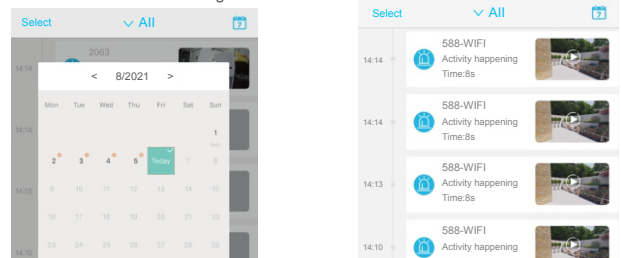 Select
All
7
2063
14:14
< 8/2021 >
Mon Tue Wed Thu Fri Sat Sun
1
14:14
2 3 4 5 Today 7 8
14:13
9 10 11 12 13 14 15
16 17 18 19 20 21 22
14:10
23 24 25 26 27 28 29
Select
All
7
588-WIFI
14:14
Activity happening
Time:8s
588-WIFI
14:14
Activity happening
Time:8s
588-WIFI
14:13
Activity happening
Time:8s
588-WIFI
14:10
Activity happening